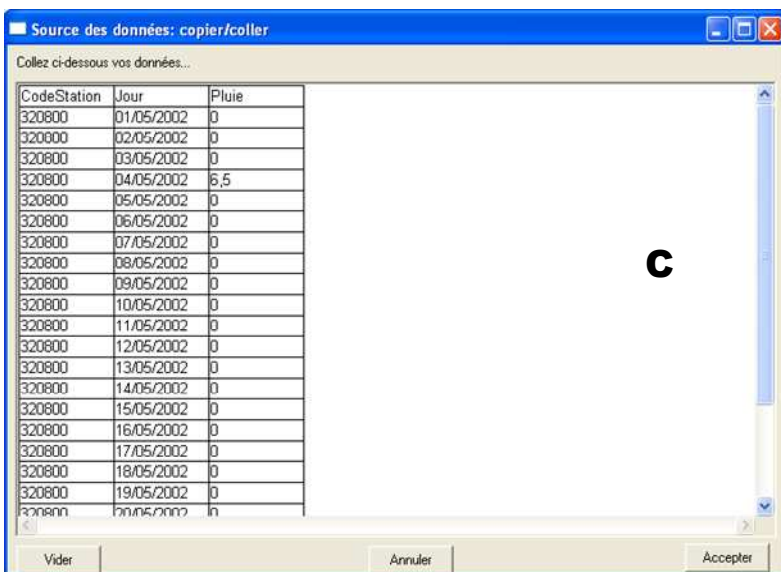 Source des données: copier/coller
Collez ci-dessous vos données...
CodeStation Jour Pluie
320800 01/05/2002 0
320800 02/05/2002 0
320800 03/05/2002 0
320800 04/05/2002 6,5
320800 05/05/2002 0
320800 06/05/2002 0
320800 07/05/2002 0
320800 08/05/2002 0
320800 09/05/2002 0
320800 10/05/2002 0
320800 11/05/2002 0
320800 12/05/2002 0
320800 13/05/2002 0
320800 14/05/2002 0
320800 15/05/2002 0
320800 16/05/2002 0
320800 17/05/2002 0
320800 18/05/2002 0
320800 19/05/2002 0
320800 20/05/2002 0
C
Vider Annuler Accepter